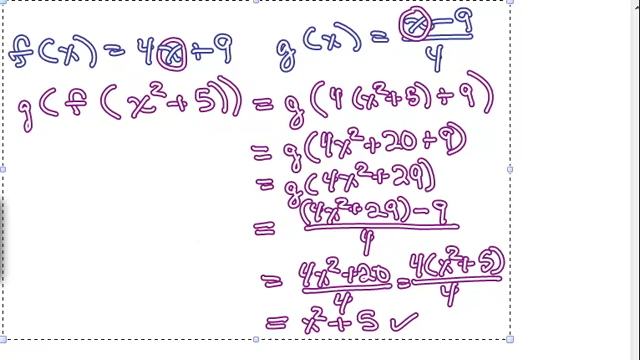 f(x) = 4x + 9
g(x) = x - 9 / 4
g(f(x² + 5)) = g(4(x² + 5) + 9)
= g(4x² + 20 + 9)
= g(4x² + 29)
= (4x² + 29) - 9 / 4
= 4x² + 20 / 4 = 4(x² + 5) / 4
= x² + 5 ✓